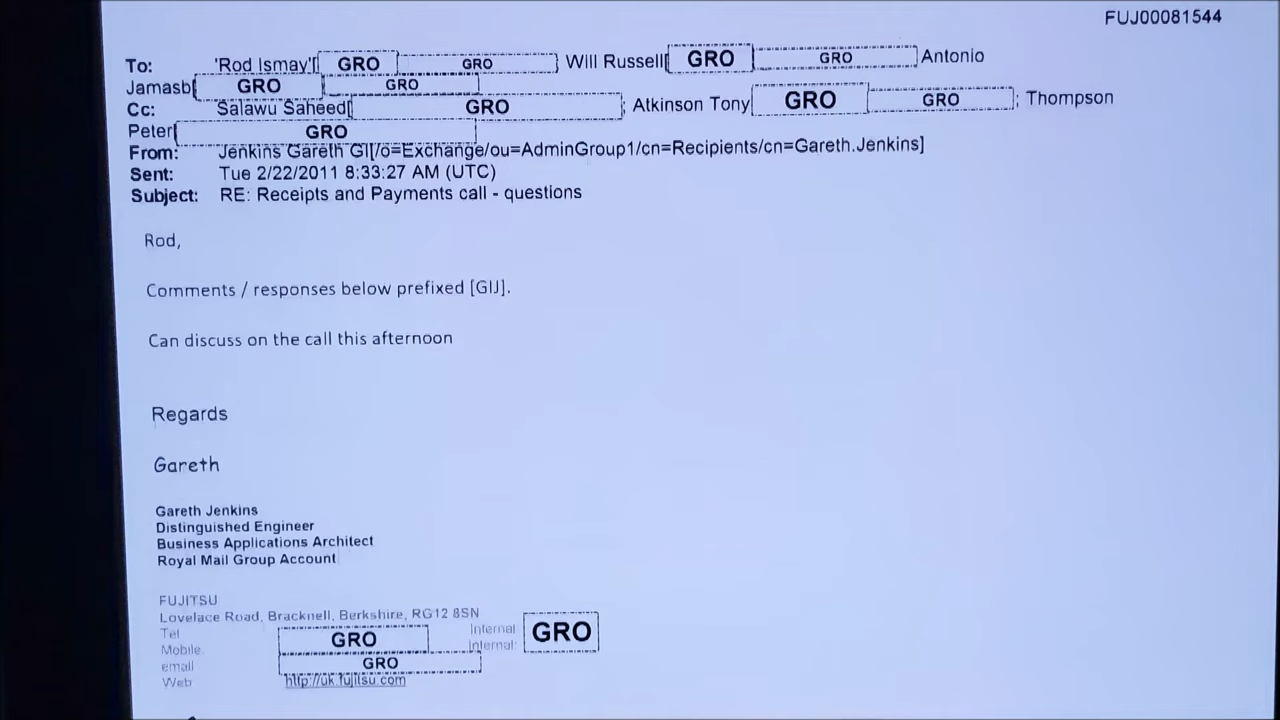 FUJ00081544
To: 'Rod Ismay'[ GRO GRO ] Will Russell[ GRO GRO ] Antonio
Jamasb[ GRO GRO
Cc: Salawu Saheed[ GRO ; Atkinson Tony GRO GRO ; Thompson
Peter[ GRO
From: Jenkins Gareth GI[/o=Exchange/ou=AdminGroup1/cn=Recipients/cn=Gareth.Jenkins]
Sent: Tue 2/22/2011 8:33:27 AM (UTC)
Subject: RE: Receipts and Payments call - questions
Rod,
Comments / responses below prefixed [GIJ].
Can discuss on the call this afternoon
Regards
Gareth
Gareth Jenkins
Distinguished Engineer
Business Applications Architect
Royal Mail Group Account
FUJITSU
Lovelace Road, Bracknell, Berkshire, RG12 8SN
Tel GRO Internal GRO
Mobile Internal:
email GRO
Web http://uk.fujitsu.com